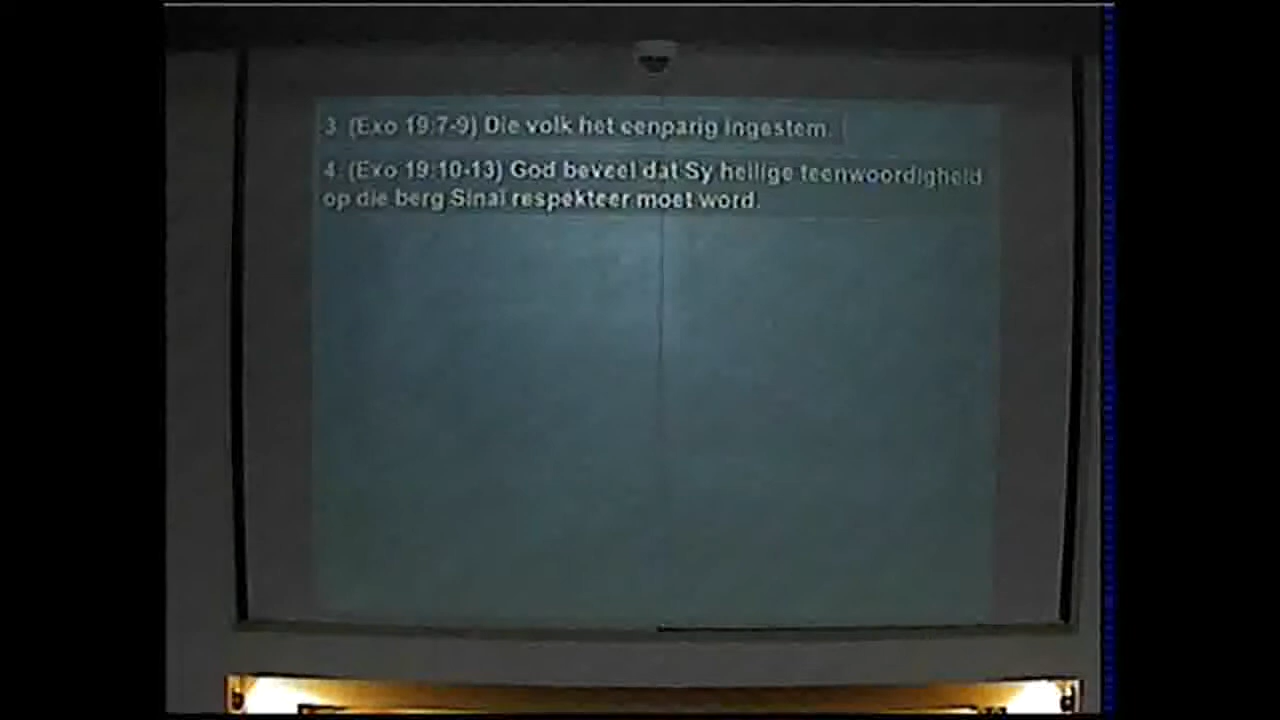 3. (Exo 19:7-9) Die volk het eenparig ingestem.
4. (Exo 19:10-13) God beveel dat Sy heilige teenwoordigheid
op die berg Sinai respekteer moet word.